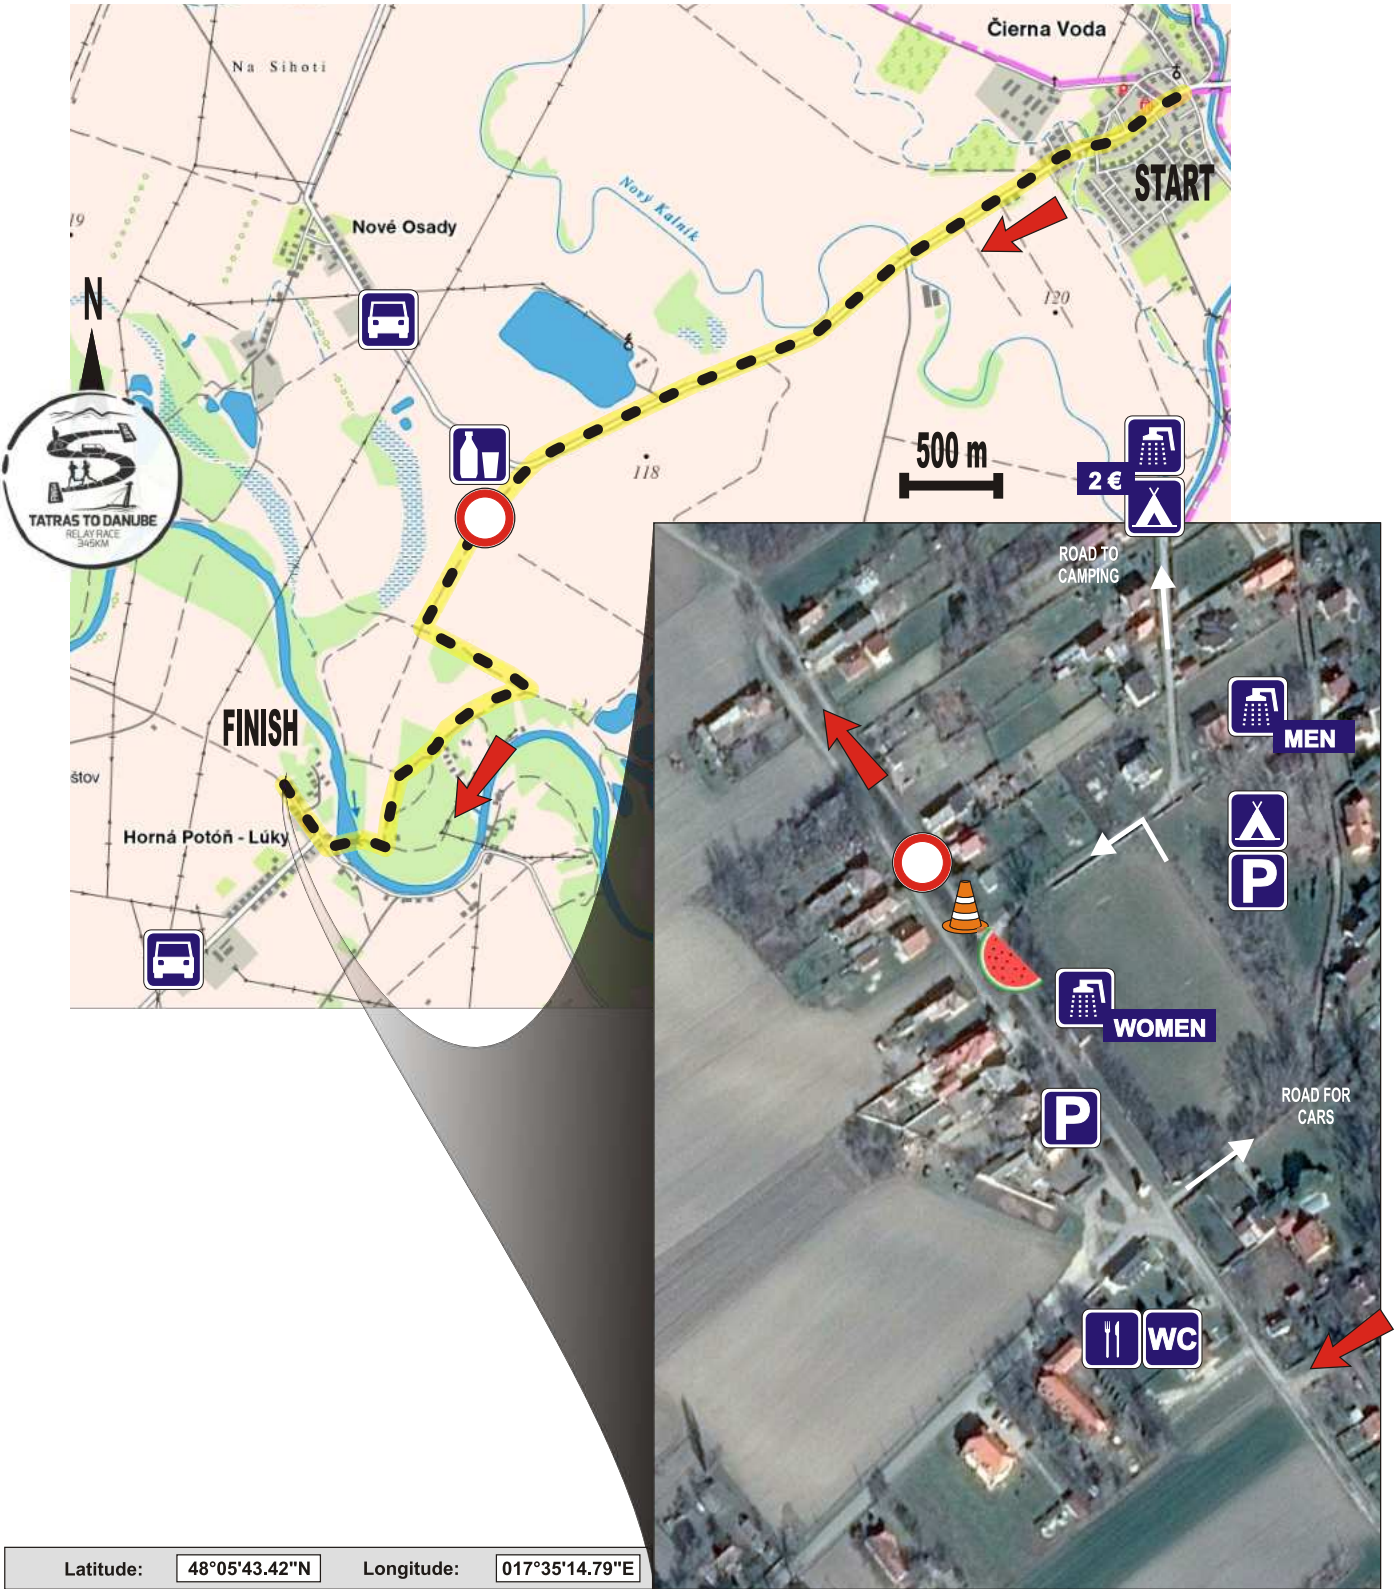 Čierna Voda
Na Sihoti
START
Nový Kalník
19
Nové Osady
N
120
TATRAS TO DANUBE
RELAY RACE
345KM
118
500 m
2 €
ROAD TO
CAMPING
MEN
FINISH
štov
Horná Potôň - Lúky
P
WOMEN
P
ROAD FOR
CARS
WC
Latitude: 48°05'43.42"N Longitude: 017°35'14.79"E